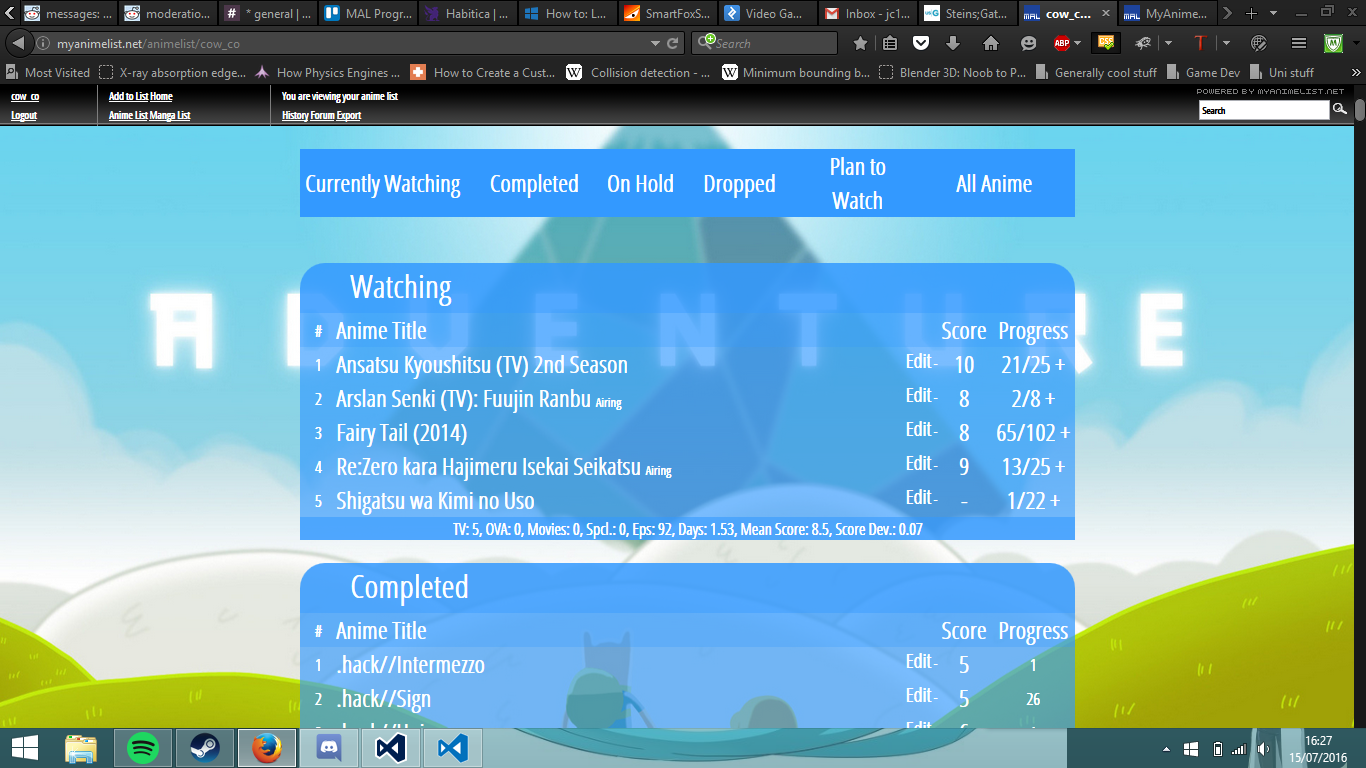 messages: ...
moderatio...
* general | ...
MAL Progr...
Habitica | ...
How to: L...
SmartFoxS...
Video Ga...
Inbox - jc1...
Steins;Gat...
cow_c...
MyAnime...
myanimelist.net/animelist/cow_co
Search
ABP
Most Visited
X-ray absorption edge...
How Physics Engines ...
How to Create a Cust...
Collision detection - ...
Minimum bounding b...
Blender 3D: Noob to P...
Generally cool stuff
Game Dev
Uni stuff
cow_co
Add to List Home
You are viewing your anime list
POWERED BY MYANIMELIST.NET
Logout
Anime List Manga List
History Forum Export
Search
Currently Watching
Completed
On Hold
Dropped
Plan to
Watch
All Anime
ADVENTURE
Watching
# Anime Title Score Progress
1 Ansatsu Kyoushitsu (TV) 2nd Season Edit - 10 21/25 +
2 Arslan Senki (TV): Fuujin Ranbu Airing Edit - 8 2/8 +
3 Fairy Tail (2014) Edit - 8 65/102 +
4 Re:Zero kara Hajimeru Isekai Seikatsu Airing Edit - 9 13/25 +
5 Shigatsu wa Kimi no Uso Edit - - 1/22 +
TV: 5, OVA: 0, Movies: 0, Spcl.: 0, Eps: 92, Days: 1.53, Mean Score: 8.5, Score Dev.: 0.07
Completed
# Anime Title Score Progress
1 .hack//Intermezzo Edit - 5 1
2 .hack//Sign Edit - 5 26
16:27
15/07/2016